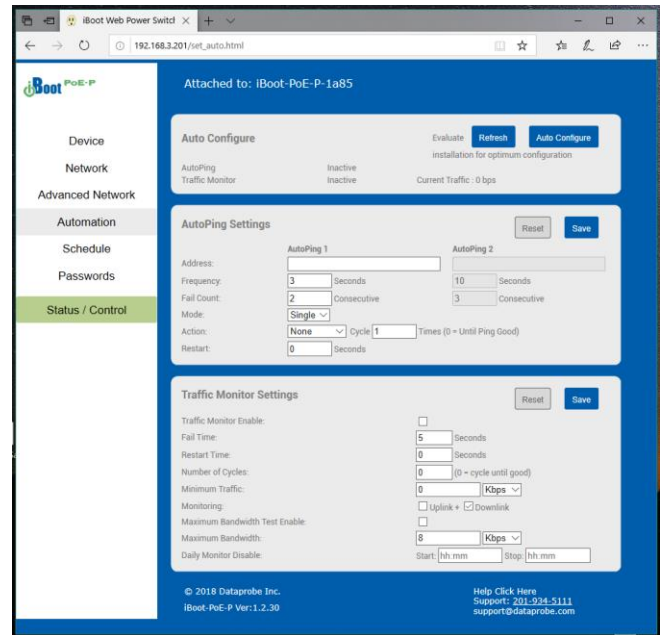 iBoot Web Power Switcl
192.168.3.201/set_auto.html
iBoot PoE-P
Attached to: iBoot-PoE-P-1a85
Device
Network
Advanced Network
Automation
Schedule
Passwords
Status / Control
Auto Configure
Evaluate Refresh Auto Configure
installation for optimum configuration
AutoPing Inactive
Traffic Monitor Inactive Current Traffic : 0 bps
AutoPing Settings Reset Save
AutoPing 1 AutoPing 2
Address:
Frequency: 3 Seconds 10 Seconds
Fail Count: 2 Consecutive 3 Consecutive
Mode: Single
Action: None Cycle 1 Times (0 = Until Ping Good)
Restart: 0 Seconds
Traffic Monitor Settings Reset Save
Traffic Monitor Enable:
Fail Time: 5 Seconds
Restart Time: 0 Seconds
Number of Cycles: 0 (0 = cycle until good)
Minimum Traffic: 0 Kbps
Monitoring: Uplink + Downlink
Maximum Bandwidth Test Enable:
Maximum Bandwidth: 8 Kbps
Daily Monitor Disable: Start: hh:mm Stop: hh:mm
© 2018 Dataprobe Inc. Help Click Here
Support: 201-934-5111
iBoot-PoE-P Ver:1.2.30 support@dataprobe.com